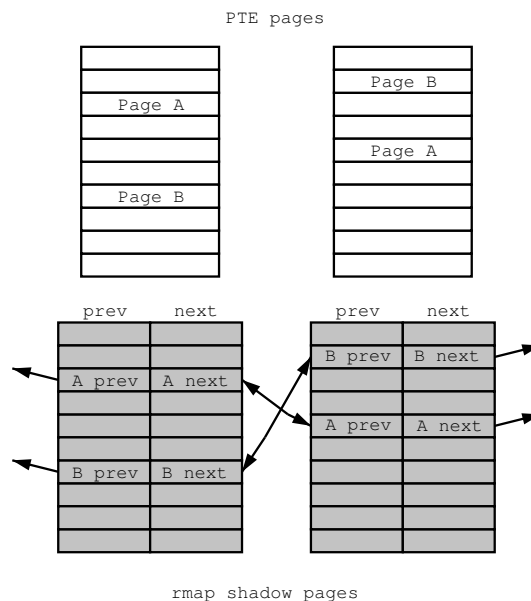 PTE pages
Page B
Page A
Page A
Page B
prev next prev next
B prev B next
A prev A next
A prev A next
B prev B next
rmap shadow pages